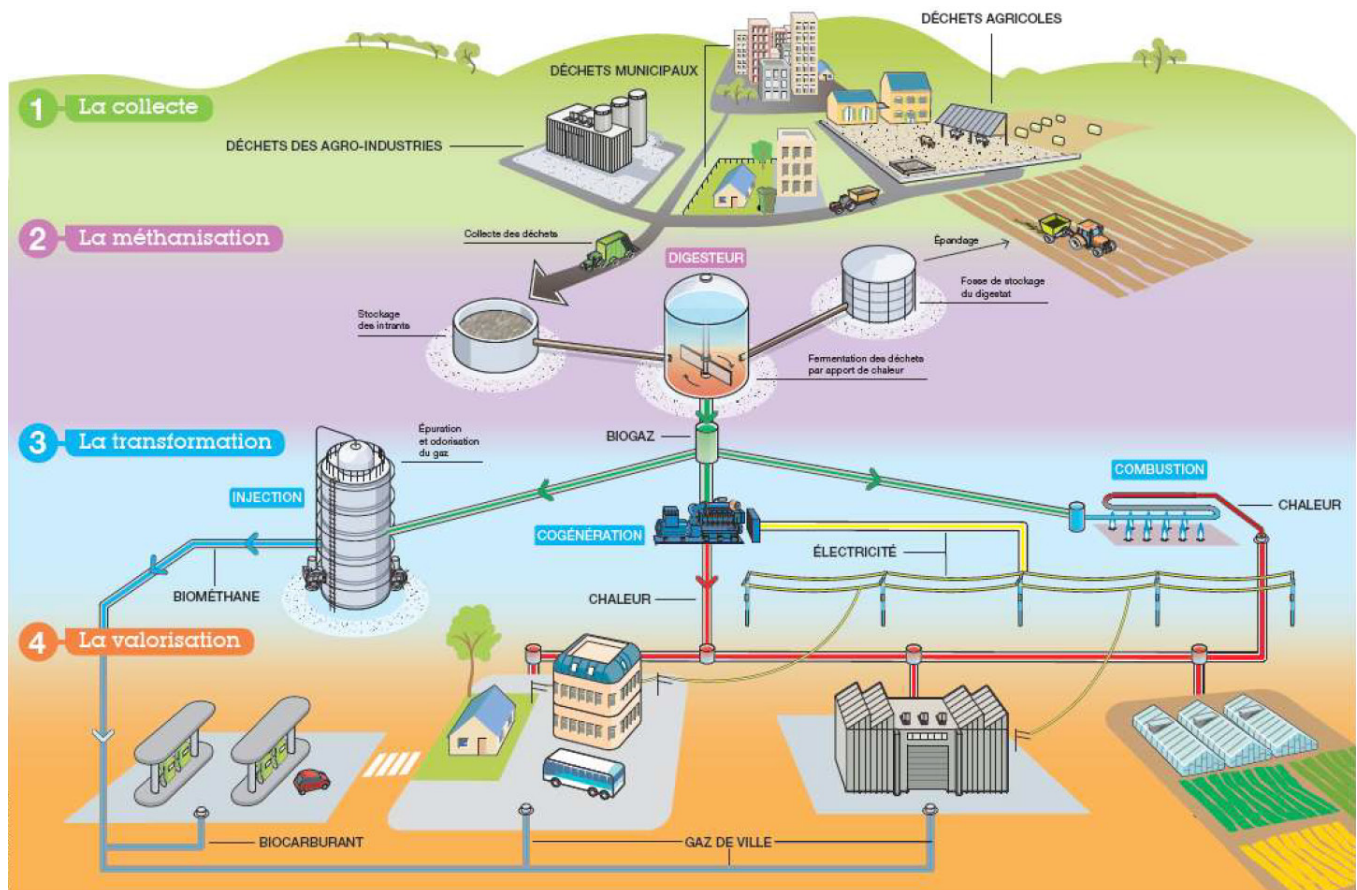 DÉCHETS AGRICOLES
DÉCHETS MUNICIPAUX
1 La collecte
DÉCHETS DES AGRO-INDUSTRIES
2 La méthanisation
Collecte des déchets
DIGESTEUR
Épandage
Fosse de stockage
du digestat
Stockage
des intrants
Fermentation des déchets
par apport de chaleur
3 La transformation
Épuration
et odorisation
du gaz
BIOGAZ
INJECTION
COMBUSTION
CHALEUR
COGÉNÉRATION
ÉLECTRICITÉ
BIOMÉTHANE
CHALEUR
4 La valorisation
BIOCARBURANT
GAZ DE VILLE